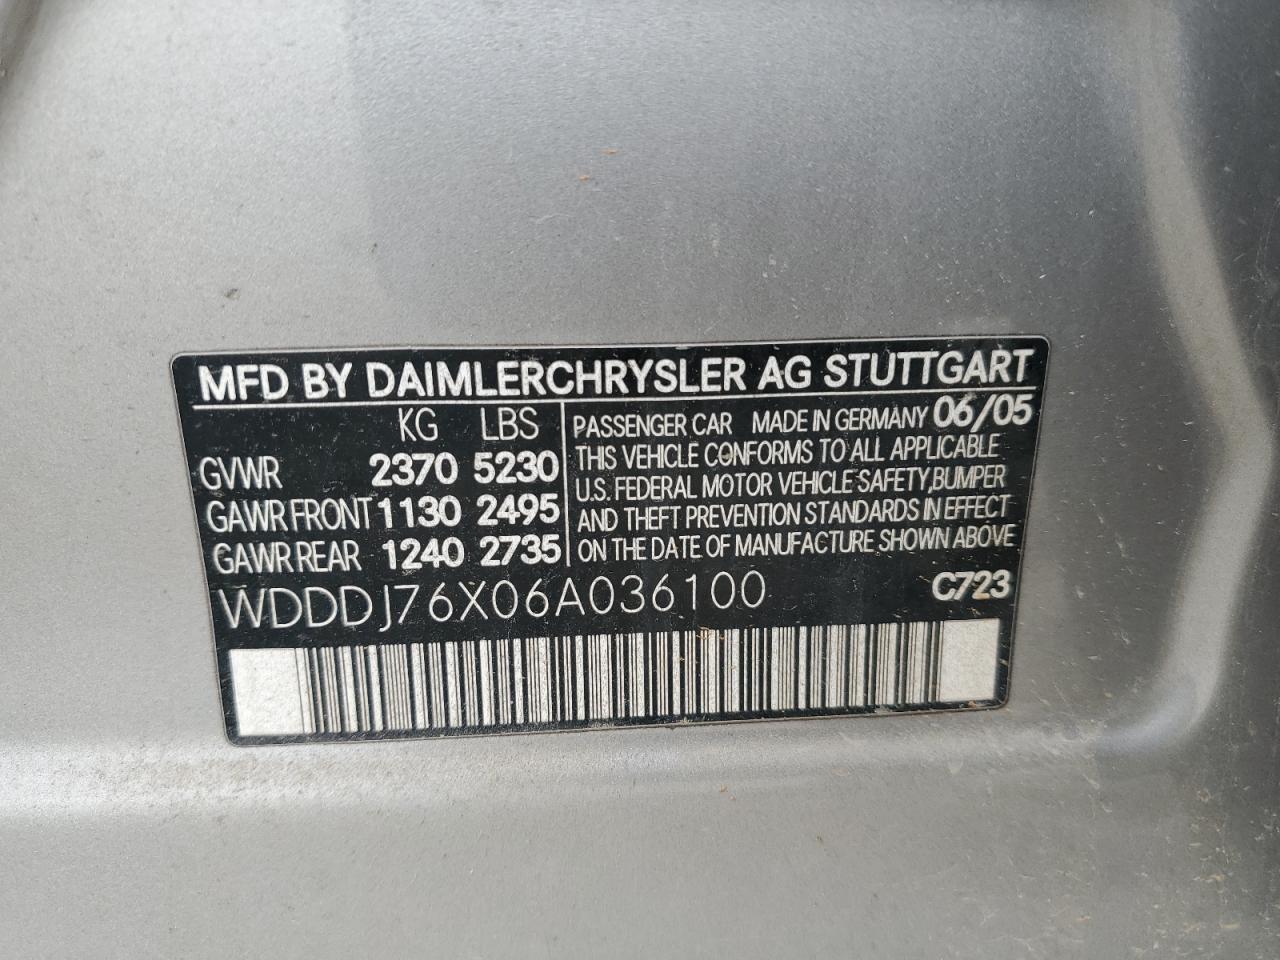 MFD BY DAIMLERCHRYSLER AG STUTTGART
KG LBS
GVWR 2370 5230
GAWR FRONT 1130 2495
GAWR REAR 1240 2735
PASSENGER CAR MADE IN GERMANY 06/05
THIS VEHICLE CONFORMS TO ALL APPLICABLE
U.S. FEDERAL MOTOR VEHICLE SAFETY,BUMPER
AND THEFT PREVENTION STANDARDS IN EFFECT
ON THE DATE OF MANUFACTURE SHOWN ABOVE
WDDDJ76X06A036100 C723